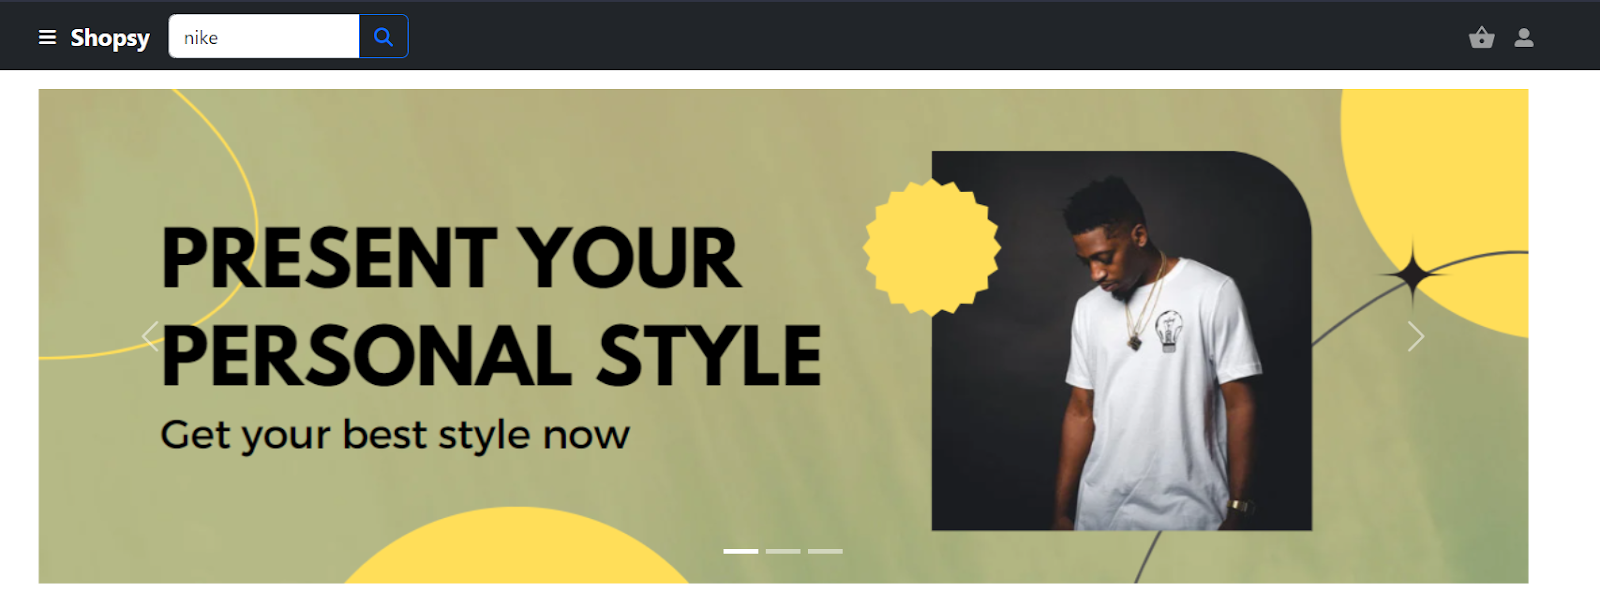 Shopsy
nike
PRESENT YOUR
PERSONAL STYLE
Get your best style now